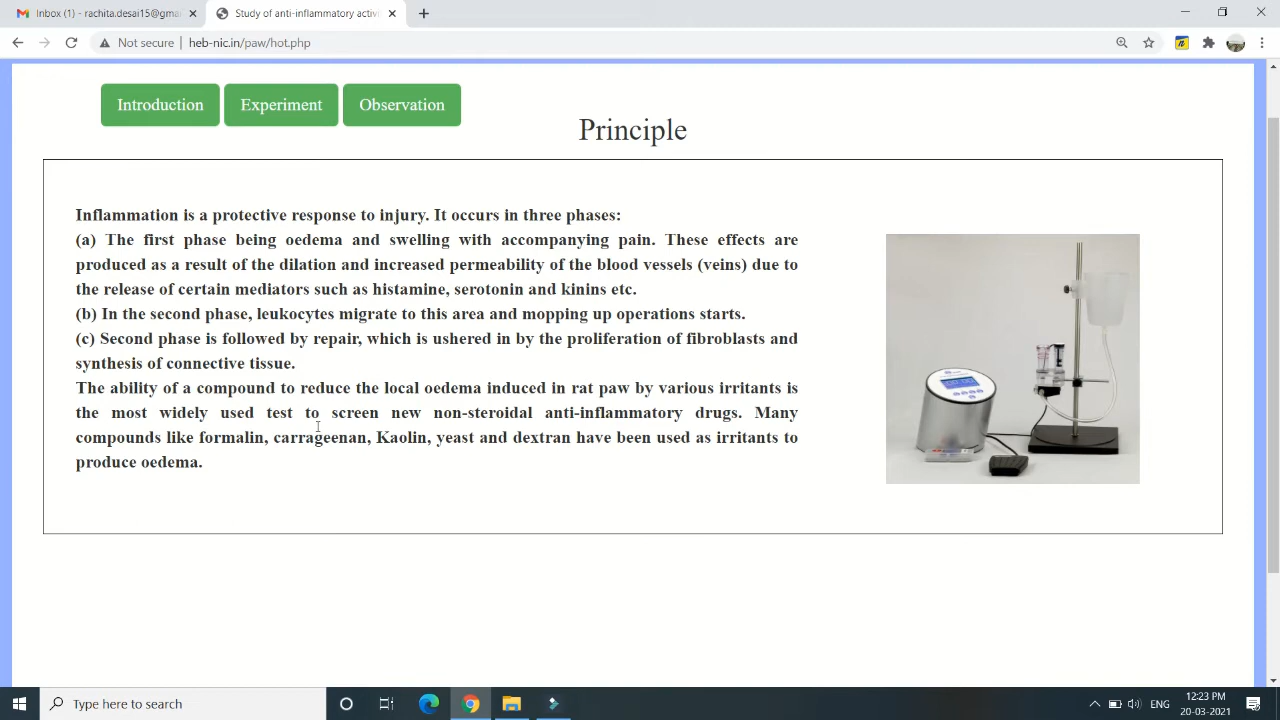 Inbox (1) - rachita.desai15@gma
Study of anti-inflammatory activi
Not secure
heb-nic.in/paw/hot.php
Introduction
Experiment
Observation
Principle
Inflammation is a protective response to injury. It occurs in three phases:
(a) The first phase being oedema and swelling with accompanying pain. These effects are
produced as a result of the dilation and increased permeability of the blood vessels (veins) due to
the release of certain mediators such as histamine, serotonin and kinins etc.
(b) In the second phase, leukocytes migrate to this area and mopping up operations starts.
(c) Second phase is followed by repair, which is ushered in by the proliferation of fibroblasts and
synthesis of connective tissue.
The ability of a compound to reduce the local oedema induced in rat paw by various irritants is
the most widely used test to screen new non-steroidal anti-inflammatory drugs. Many
compounds like formalin, carrageenan, Kaolin, yeast and dextran have been used as irritants to
produce oedema.
Type here to search
ENG
12:23 PM
20-03-2021